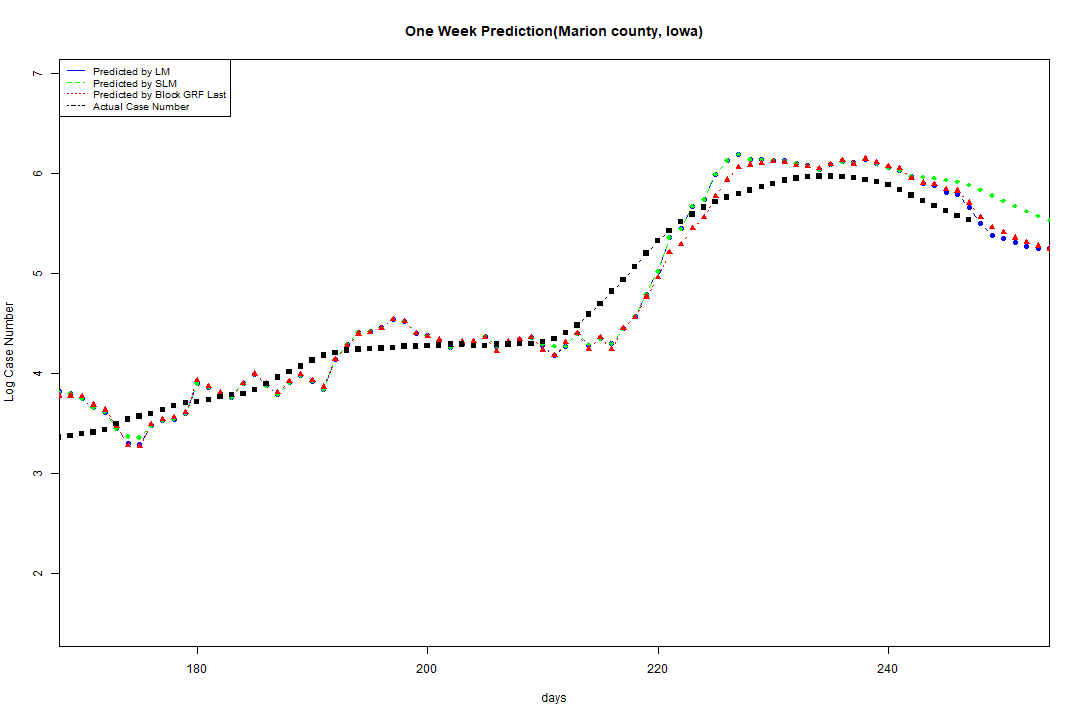 One Week Prediction(Marion county, Iowa)
Predicted by LM
Predicted by SLM
Predicted by Block GRF Last
Actual Case Number
7
6
5
4
3
2
Log Case Number
180
200
220
240
days